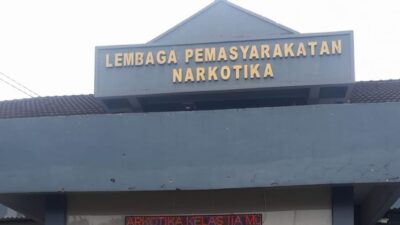 LEMBAGA PEMASYARAKATAN
NARKOTIKA
ARKOTIKA KELAS IIA